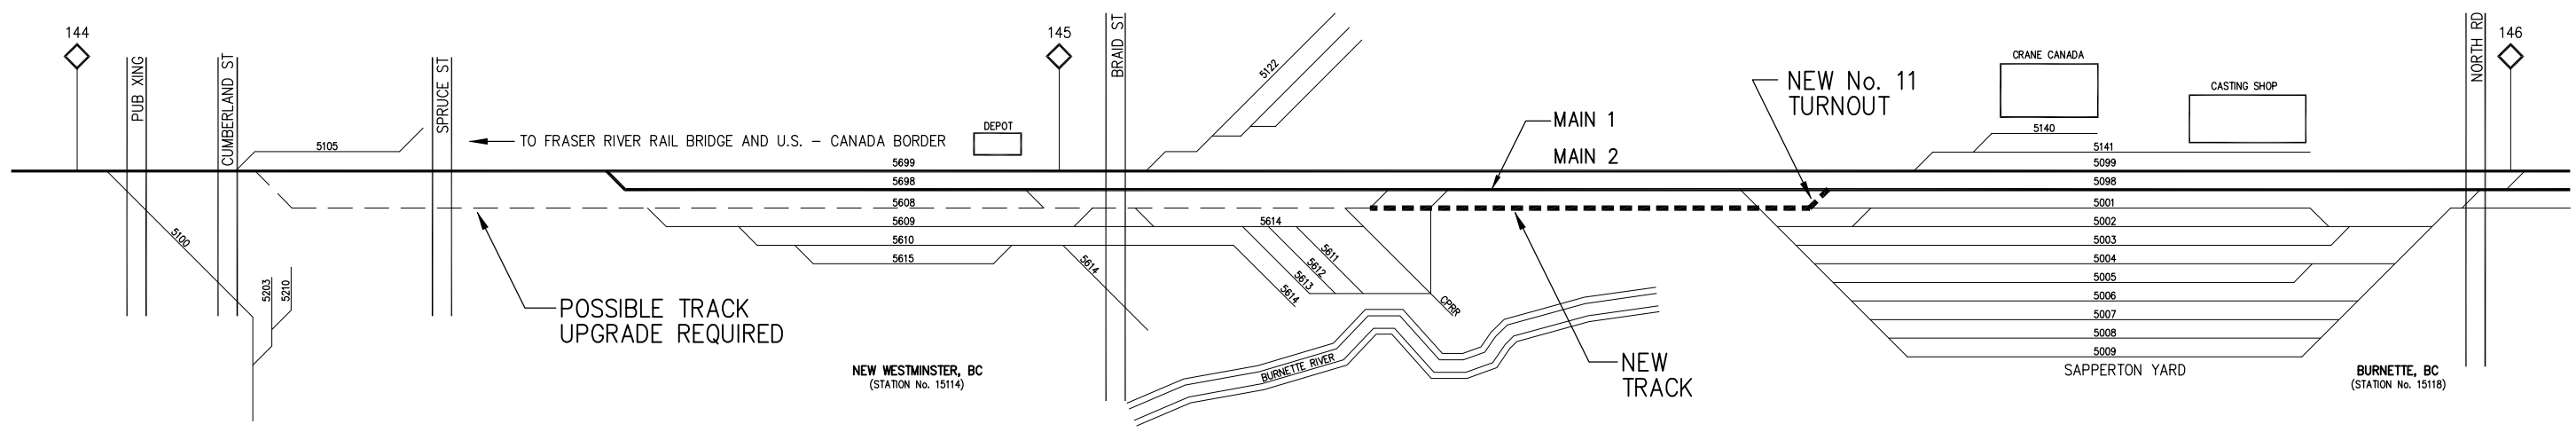 144
145
146
PUB XING
CUMBERLAND ST
SPRUCE ST
BRAID ST
NORTH RD
5122
CRANE CANADA
CASTING SHOP
NEW No. 11
TURNOUT
MAIN 1
MAIN 2
DEPOT
TO FRASER RIVER RAIL BRIDGE AND U.S. - CANADA BORDER
5105
5140
5141
5699
5099
5698
5098
5608
5001
5609
5614
5002
5100
5610
5003
5615
5614
5611
5612
5613
5614
5004
5005
5203
5210
5006
CPRR
5007
5008
5009
POSSIBLE TRACK
UPGRADE REQUIRED
NEW WESTMINSTER, BC
(STATION No. 15114)
BURNETTE RIVER
NEW
TRACK
SAPPERTON YARD
BURNETTE, BC
(STATION No. 15118)